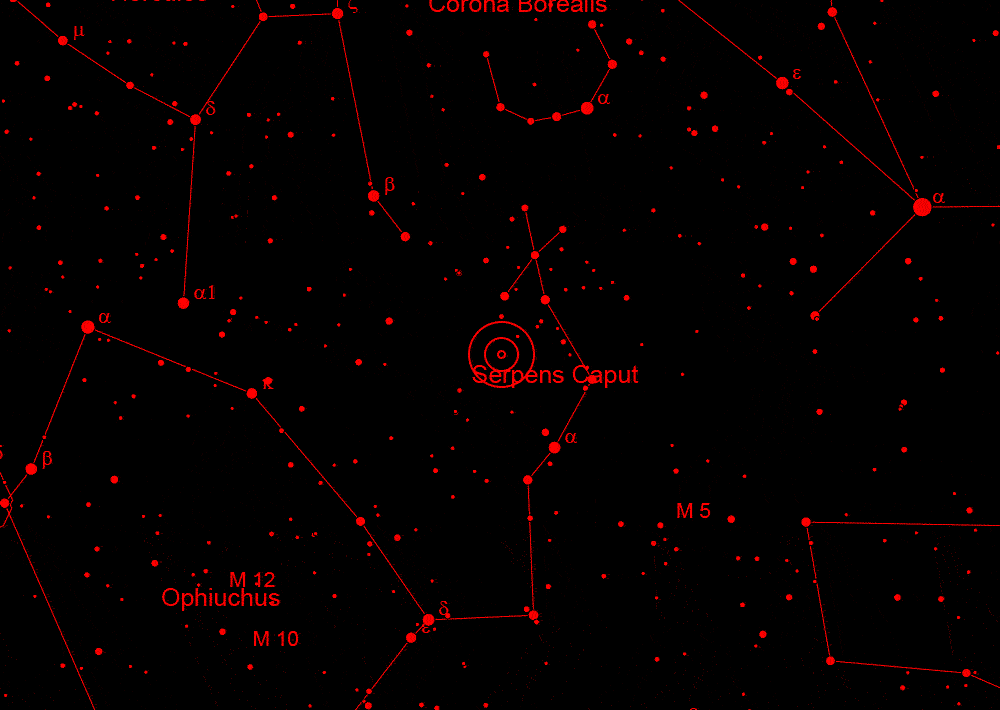 Corona Borealis
ζ
μ
ε
α
δ
β
α
α1
α
Serpens Caput
κ
α
β
M 5
M 12
Ophiuchus
δ
ε
M 10